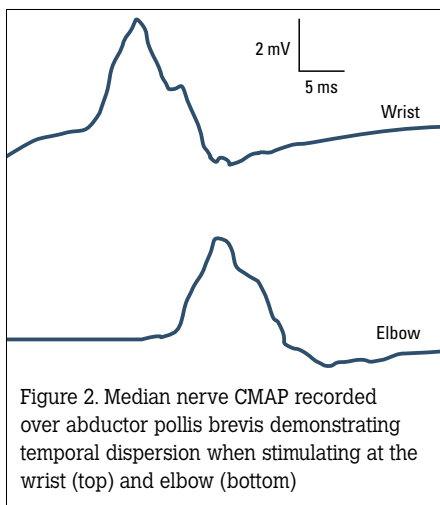 2 mV
5 ms
Wrist
Elbow
Figure 2. Median nerve CMAP recorded
over abductor pollis brevis demonstrating
temporal dispersion when stimulating at the
wrist (top) and elbow (bottom)